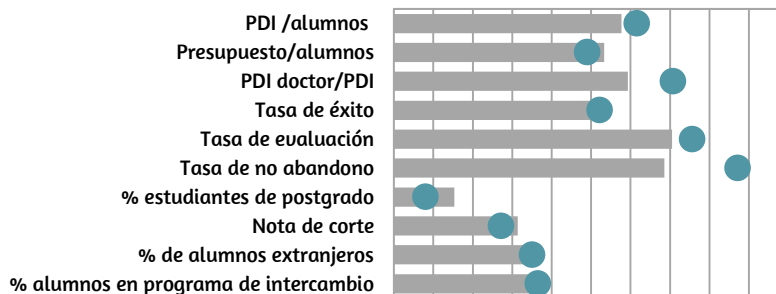 PDI /alumnos
Presupuesto/alumnos
PDI doctor/PDI
Tasa de éxito
Tasa de evaluación
Tasa de no abandono
% estudiantes de postgrado
Nota de corte
% de alumnos extranjeros
% alumnos en programa de intercambio